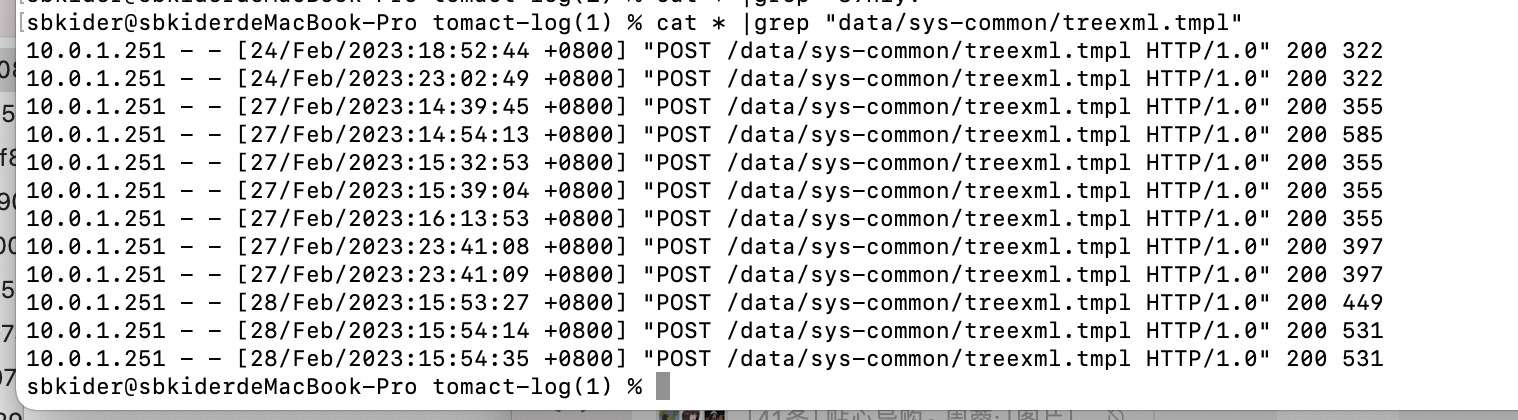 [sbkider@sbkiderdeMacBook-Pro tomact-log(1) % cat * |grep "data/sys-common/treexml.tmpl"
10.0.1.251 - - [24/Feb/2023:18:52:44 +0800] "POST /data/sys-common/treexml.tmpl HTTP/1.0" 200 322
10.0.1.251 - - [24/Feb/2023:23:02:49 +0800] "POST /data/sys-common/treexml.tmpl HTTP/1.0" 200 322
10.0.1.251 - - [27/Feb/2023:14:39:45 +0800] "POST /data/sys-common/treexml.tmpl HTTP/1.0" 200 355
10.0.1.251 - - [27/Feb/2023:14:54:13 +0800] "POST /data/sys-common/treexml.tmpl HTTP/1.0" 200 585
10.0.1.251 - - [27/Feb/2023:15:32:53 +0800] "POST /data/sys-common/treexml.tmpl HTTP/1.0" 200 355
10.0.1.251 - - [27/Feb/2023:15:39:04 +0800] "POST /data/sys-common/treexml.tmpl HTTP/1.0" 200 355
10.0.1.251 - - [27/Feb/2023:16:13:53 +0800] "POST /data/sys-common/treexml.tmpl HTTP/1.0" 200 355
10.0.1.251 - - [27/Feb/2023:23:41:08 +0800] "POST /data/sys-common/treexml.tmpl HTTP/1.0" 200 397
10.0.1.251 - - [27/Feb/2023:23:41:09 +0800] "POST /data/sys-common/treexml.tmpl HTTP/1.0" 200 397
10.0.1.251 - - [28/Feb/2023:15:53:27 +0800] "POST /data/sys-common/treexml.tmpl HTTP/1.0" 200 449
10.0.1.251 - - [28/Feb/2023:15:54:14 +0800] "POST /data/sys-common/treexml.tmpl HTTP/1.0" 200 531
10.0.1.251 - - [28/Feb/2023:15:54:35 +0800] "POST /data/sys-common/treexml.tmpl HTTP/1.0" 200 531
sbkider@sbkiderdeMacBook-Pro tomact-log(1) %